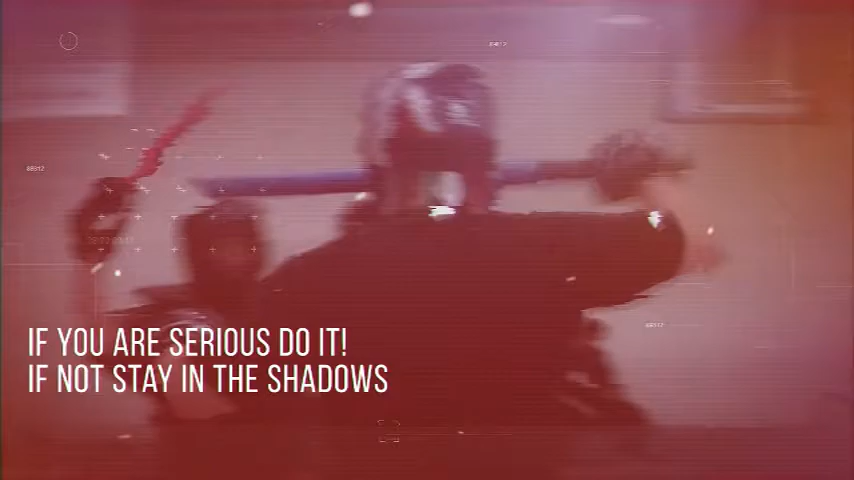 IF YOU ARE SERIOUS DO IT!
IF NOT STAY IN THE SHADOWS